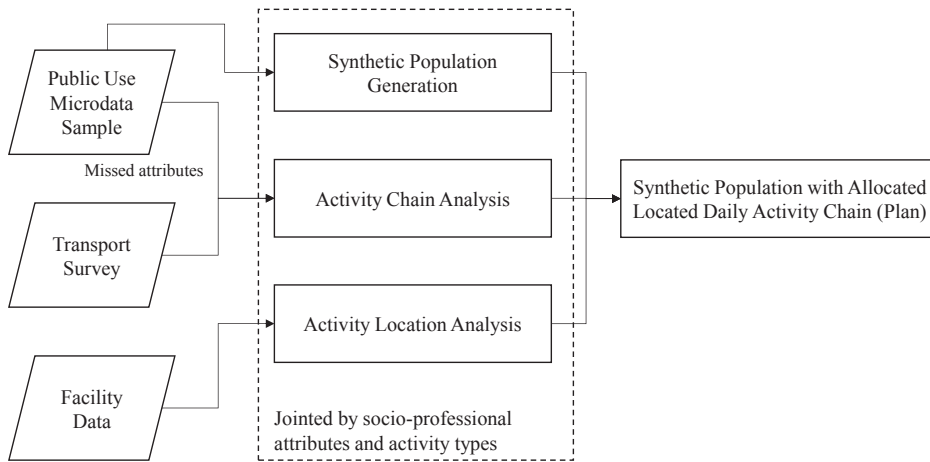 Public Use
Microdata
Sample
Missed attributes
Transport
Survey
Facility
Data
Synthetic Population
Generation
Activity Chain Analysis
Activity Location Analysis
Jointed by socio-professional
attributes and activity types
Synthetic Population with Allocated
Located Daily Activity Chain (Plan)